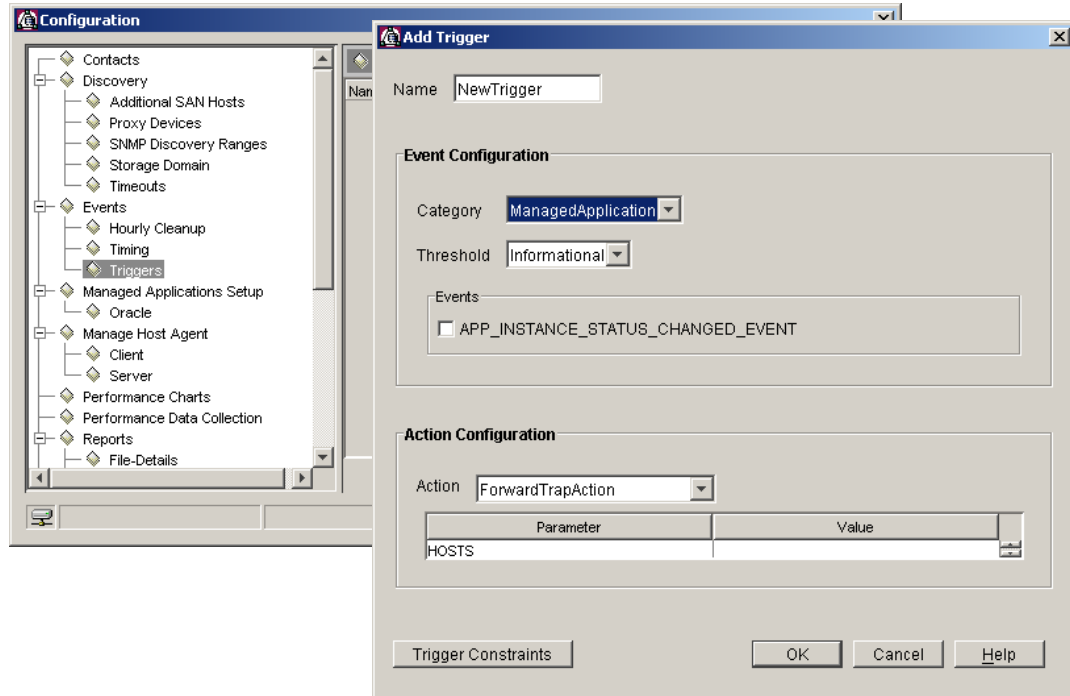 Configuration
Contacts
Discovery
Additional SAN Hosts
Proxy Devices
SNMP Discovery Ranges
Storage Domain
Timeouts
Events
Hourly Cleanup
Timing
Triggers
Managed Applications Setup
Oracle
Manage Host Agent
Client
Server
Performance Charts
Performance Data Collection
Reports
File-Details
Nan
Add Trigger
Name NewTrigger
Event Configuration
Category ManagedApplication
Threshold Informational
Events
APP_INSTANCE_STATUS_CHANGED_EVENT
Action Configuration
Action ForwardTrapAction
Parameter Value
HOSTS
Trigger Constraints OK Cancel Help